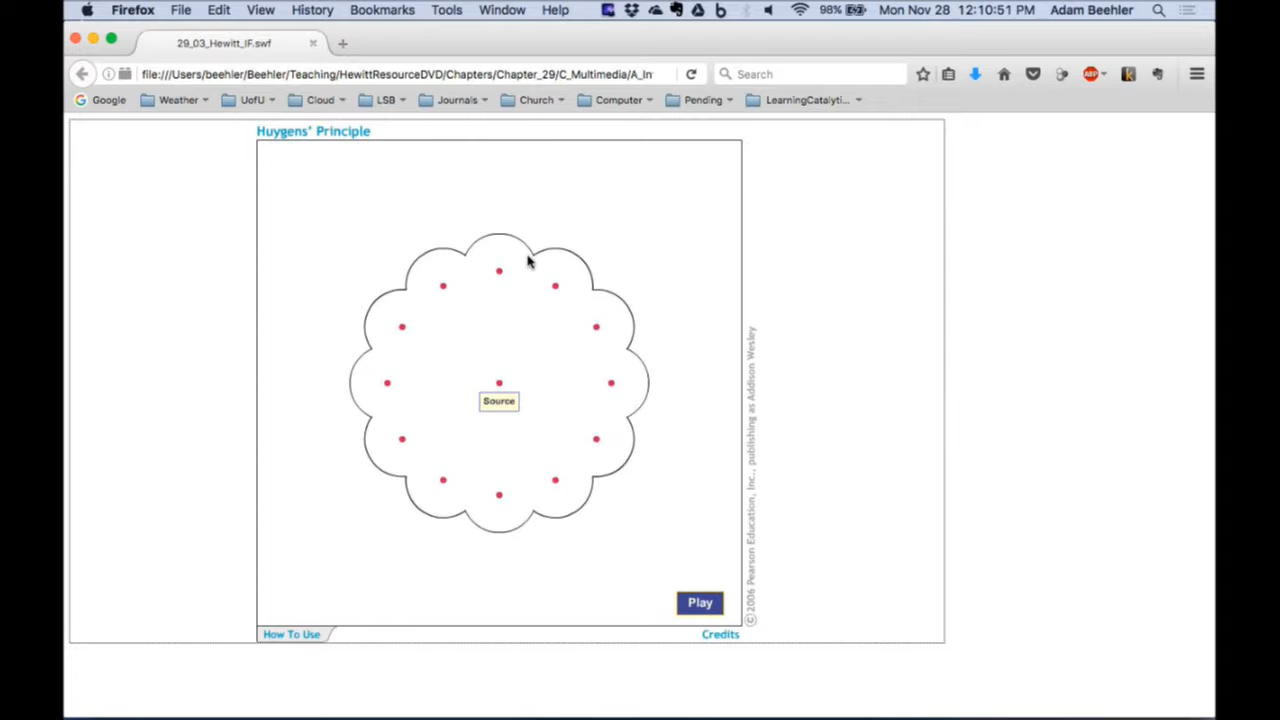 Firefox File Edit View History Bookmarks Tools Window Help 98% Mon Nov 28 12:10:51 PM Adam Beehler
29_03_Hewitt_IF.swf
file:///Users/beehler/Beehler/Teaching/HewittResourceDVD/Chapters/Chapter_29/C_Multimedia/A_In Search
Google Weather UofU Cloud LSB Journals Church Computer Pending LearningCatalyti...
Huygens' Principle
Source
Play
How To Use
Credits
©2006 Pearson Education, Inc., publishing as Addison Wesley